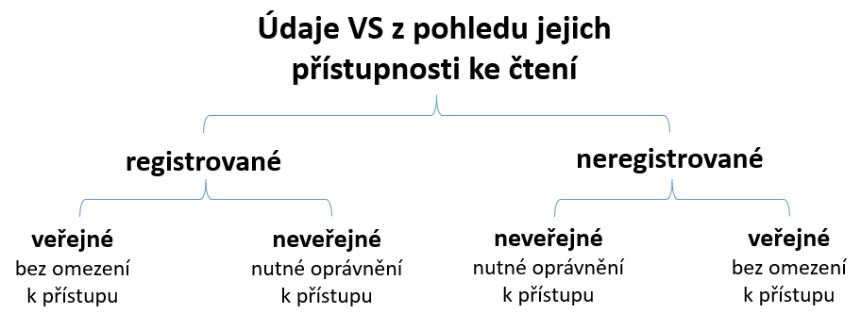 Údaje VS z pohledu jejich
přístupnosti ke čtení
registrované
neregistrované
veřejné
bez omezení
k přístupu
neveřejné
nutné oprávnění
k přístupu
neveřejné
nutné oprávnění
k přístupu
veřejné
bez omezení
k přístupu